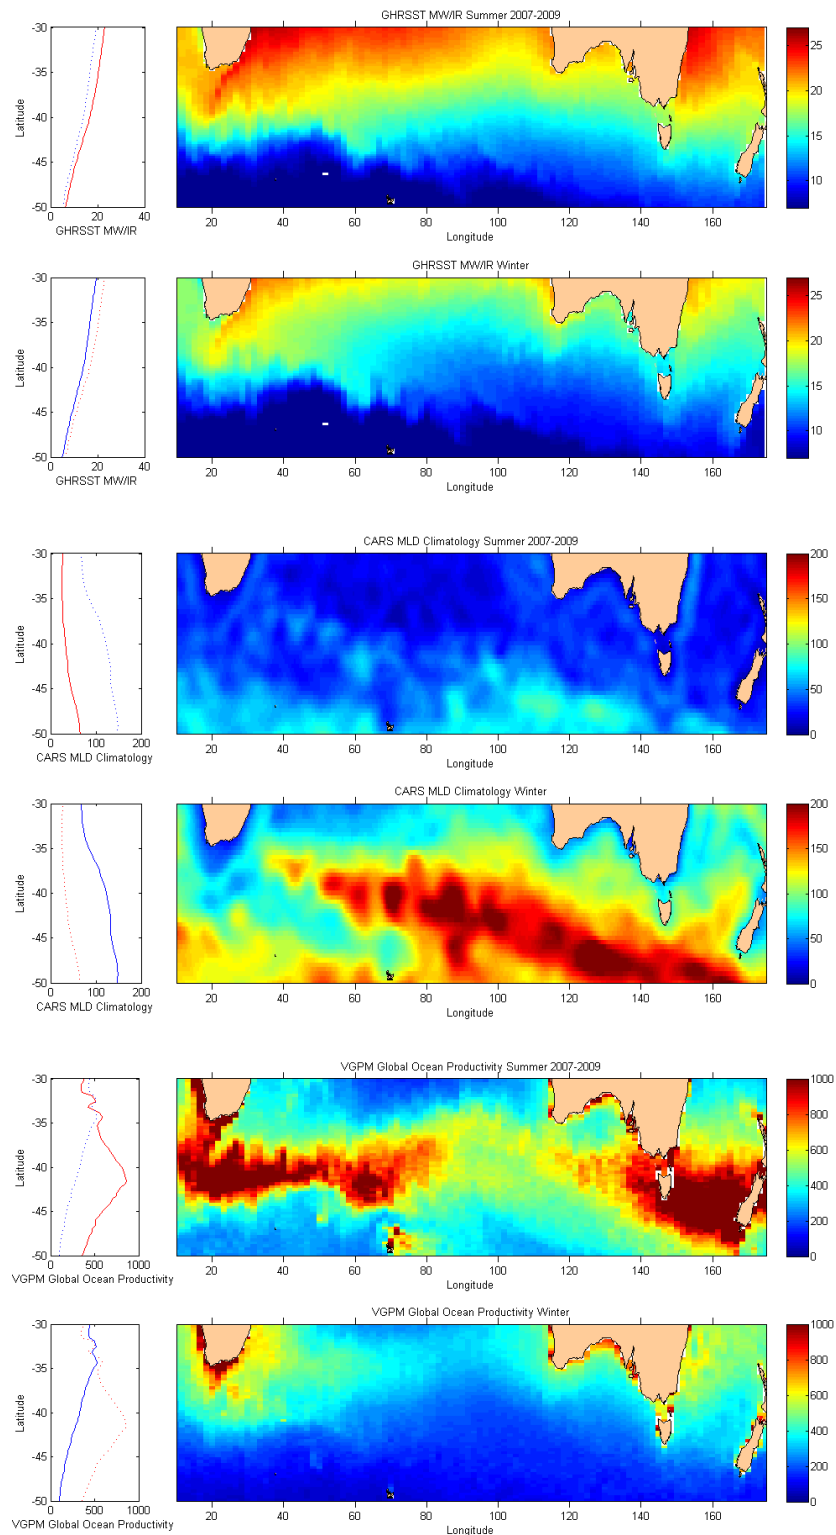 GHRSST MW/IR Summer 2007-2009
-30
-35
-40
-45
-50
Latitude
0 20 40
GHRSST MW/IR
20 40 60 80 100 120 140 160
Longitude
25
20
15
10
GHRSST MW/IR Winter
-30
-35
-40
-45
-50
Latitude
0 20 40
GHRSST MW/IR
20 40 60 80 100 120 140 160
Longitude
25
20
15
10
CARS MLD Climatology Summer 2007-2009
-30
-35
-40
-45
-50
Latitude
0 100 200
CARS MLD Climatology
20 40 60 80 100 120 140 160
Longitude
200
150
100
50
0
CARS MLD Climatology Winter
-30
-35
-40
-45
-50
Latitude
0 100 200
CARS MLD Climatology
20 40 60 80 100 120 140 160
Longitude
200
150
100
50
0
VGPM Global Ocean Productivity Summer 2007-2009
-30
-35
-40
-45
-50
Latitude
0 500 1000
VGPM Global Ocean Productivity
20 40 60 80 100 120 140 160
Longitude
1000
800
600
400
200
0
VGPM Global Ocean Productivity Winter
-30
-35
-40
-45
-50
Latitude
0 500 1000
VGPM Global Ocean Productivity
20 40 60 80 100 120 140 160
Longitude
1000
800
600
400
200
0